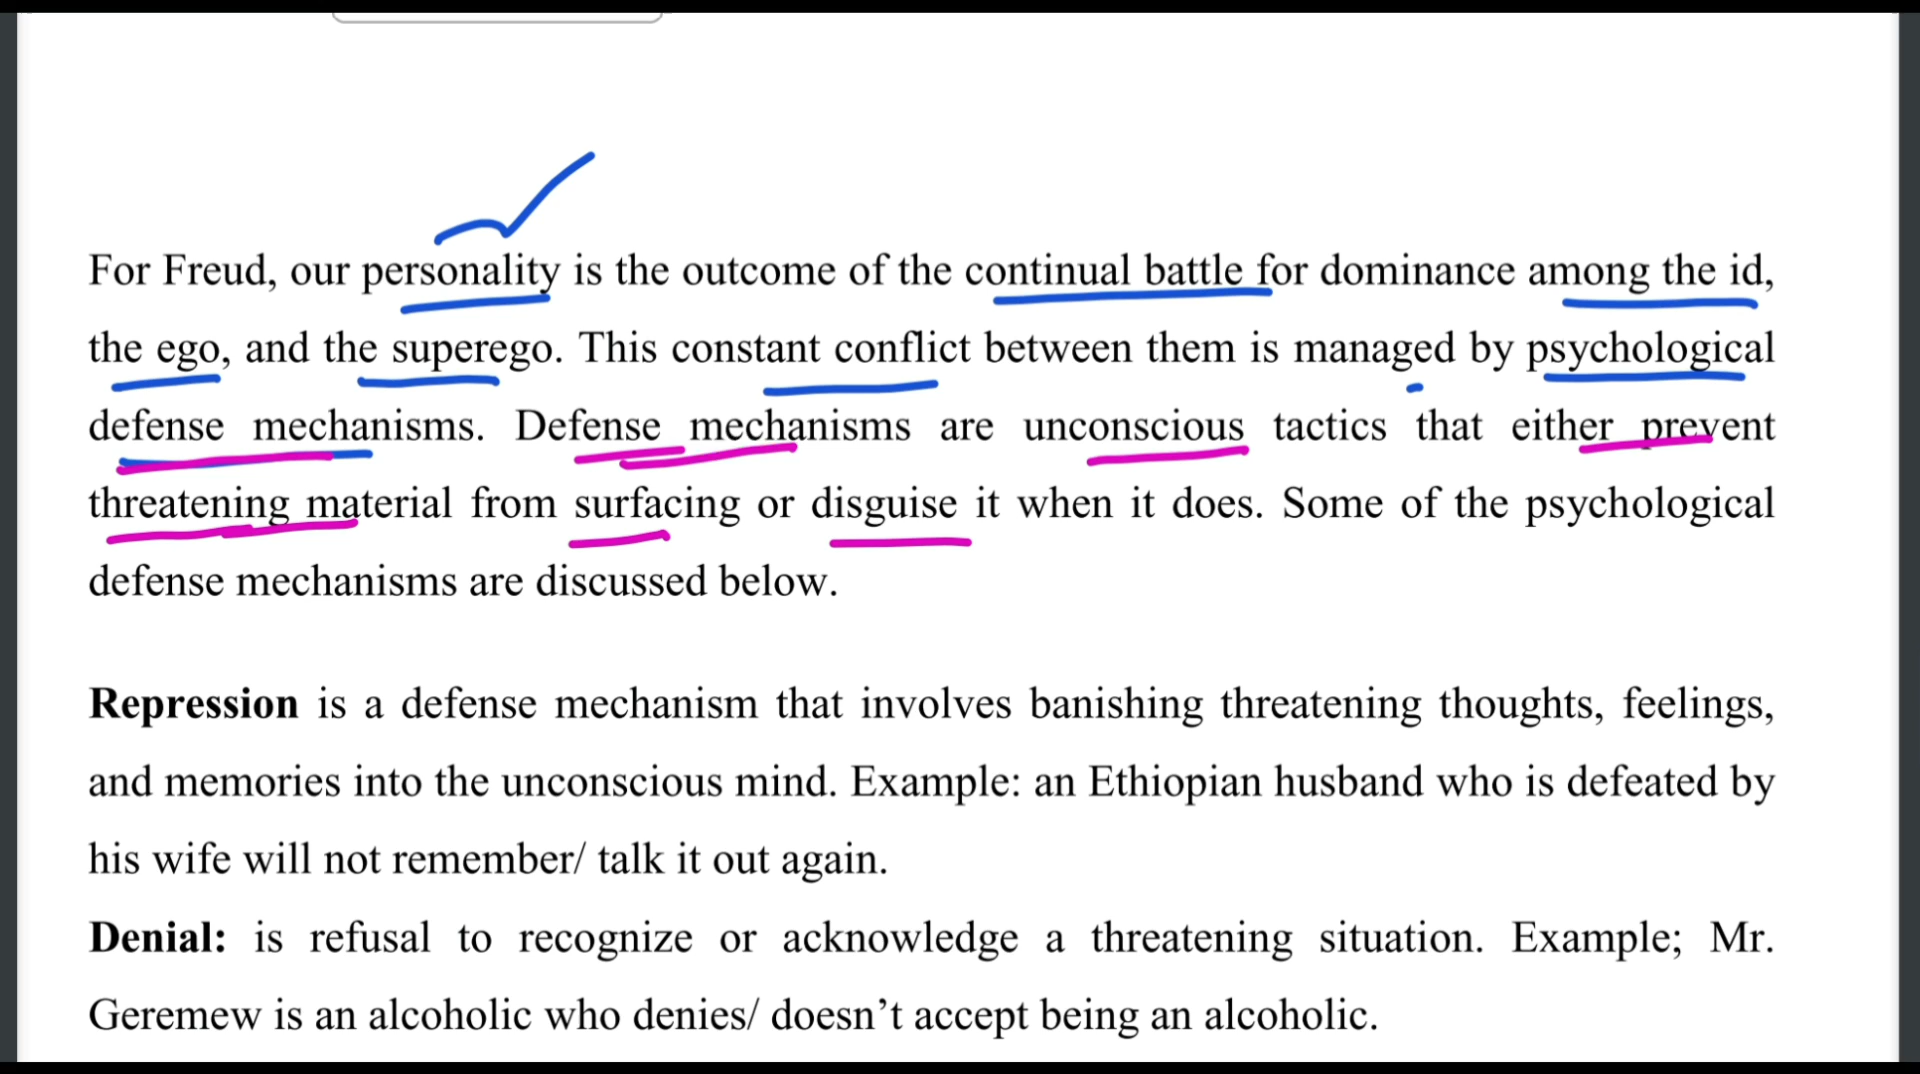 For Freud, our personality is the outcome of the continual battle for dominance among the id,
the ego, and the superego. This constant conflict between them is managed by psychological
defense mechanisms. Defense mechanisms are unconscious tactics that either prevent
threatening material from surfacing or disguise it when it does. Some of the psychological
defense mechanisms are discussed below.
Repression is a defense mechanism that involves banishing threatening thoughts, feelings,
and memories into the unconscious mind. Example: an Ethiopian husband who is defeated by
his wife will not remember/ talk it out again.
Denial: is refusal to recognize or acknowledge a threatening situation. Example; Mr.
Geremew is an alcoholic who denies/ doesn’t accept being an alcoholic.